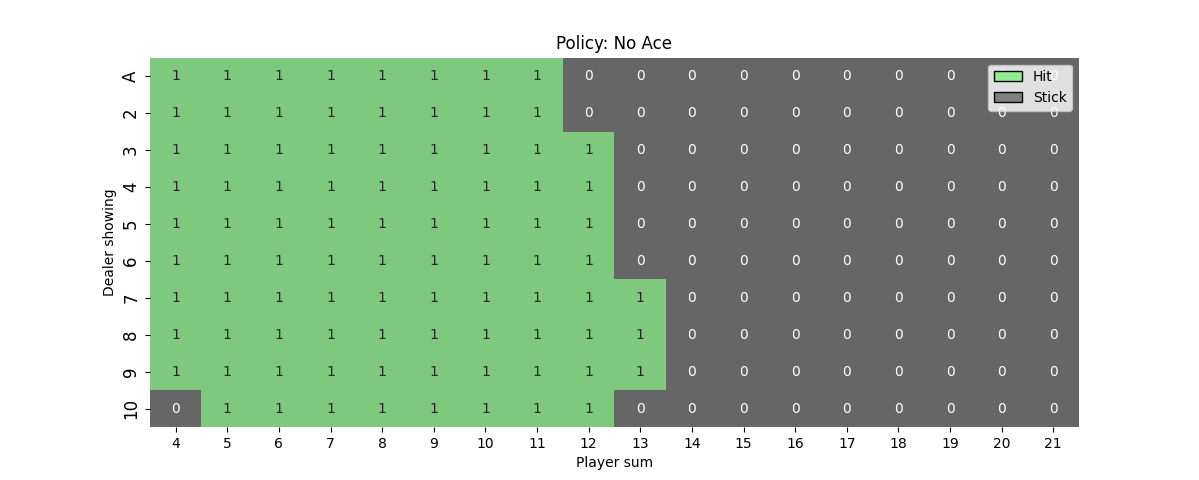 Policy: No Ace
Hit
Stick
Dealer showing
A 1 1 1 1 1 1 1 1 0 0 0 0 0 0 0 0 0 0
2 1 1 1 1 1 1 1 1 0 0 0 0 0 0 0 0 0 0
3 1 1 1 1 1 1 1 1 1 0 0 0 0 0 0 0 0 0
4 1 1 1 1 1 1 1 1 1 0 0 0 0 0 0 0 0 0
5 1 1 1 1 1 1 1 1 1 0 0 0 0 0 0 0 0 0
6 1 1 1 1 1 1 1 1 1 0 0 0 0 0 0 0 0 0
7 1 1 1 1 1 1 1 1 1 1 0 0 0 0 0 0 0 0
8 1 1 1 1 1 1 1 1 1 1 0 0 0 0 0 0 0 0
9 1 1 1 1 1 1 1 1 1 1 0 0 0 0 0 0 0 0
10 0 1 1 1 1 1 1 1 1 0 0 0 0 0 0 0 0 0
4 5 6 7 8 9 10 11 12 13 14 15 16 17 18 19 20 21
Player sum